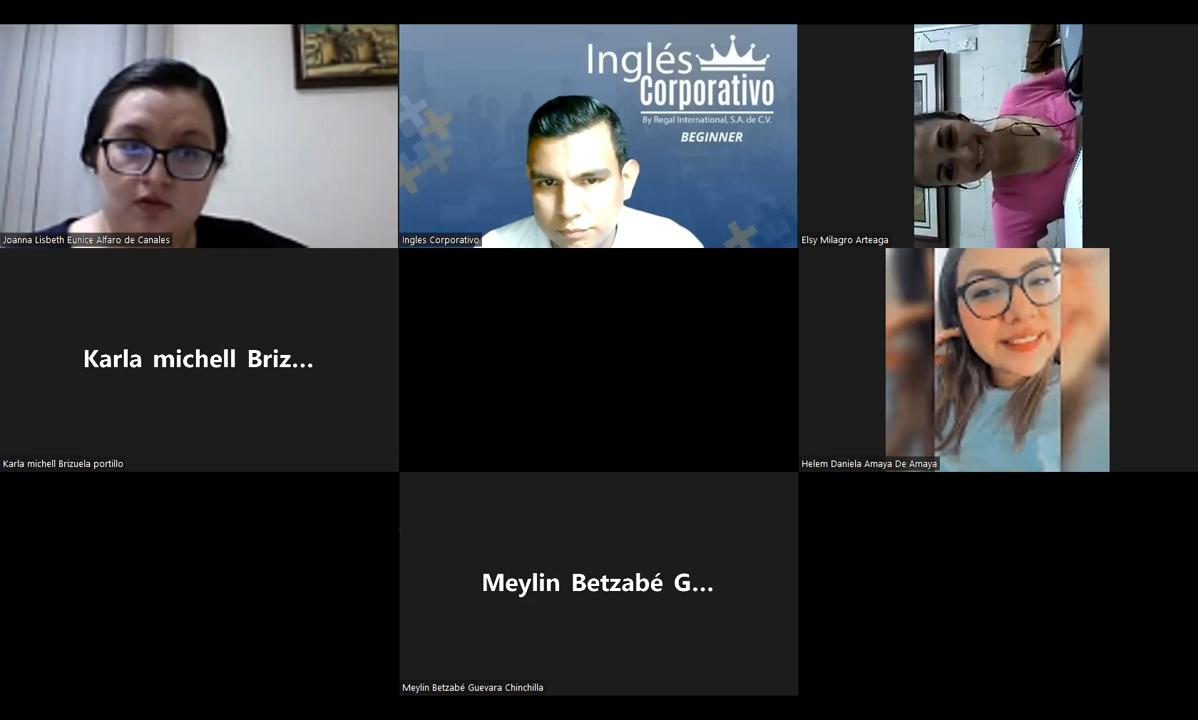 Inglés
Corporativo
By Regal International, S.A. de C.V.
BEGINNER
Joanna Lisbeth Eunice Alfaro de Canales
Ingles Corporativo
Elsy Milagro Arteaga
Karla michell Briz...
Karla michell Brizuela portillo
Helem Daniela Amaya De Amaya
Meylin Betzabé G...
Meylin Betzabé Guevara Chinchilla